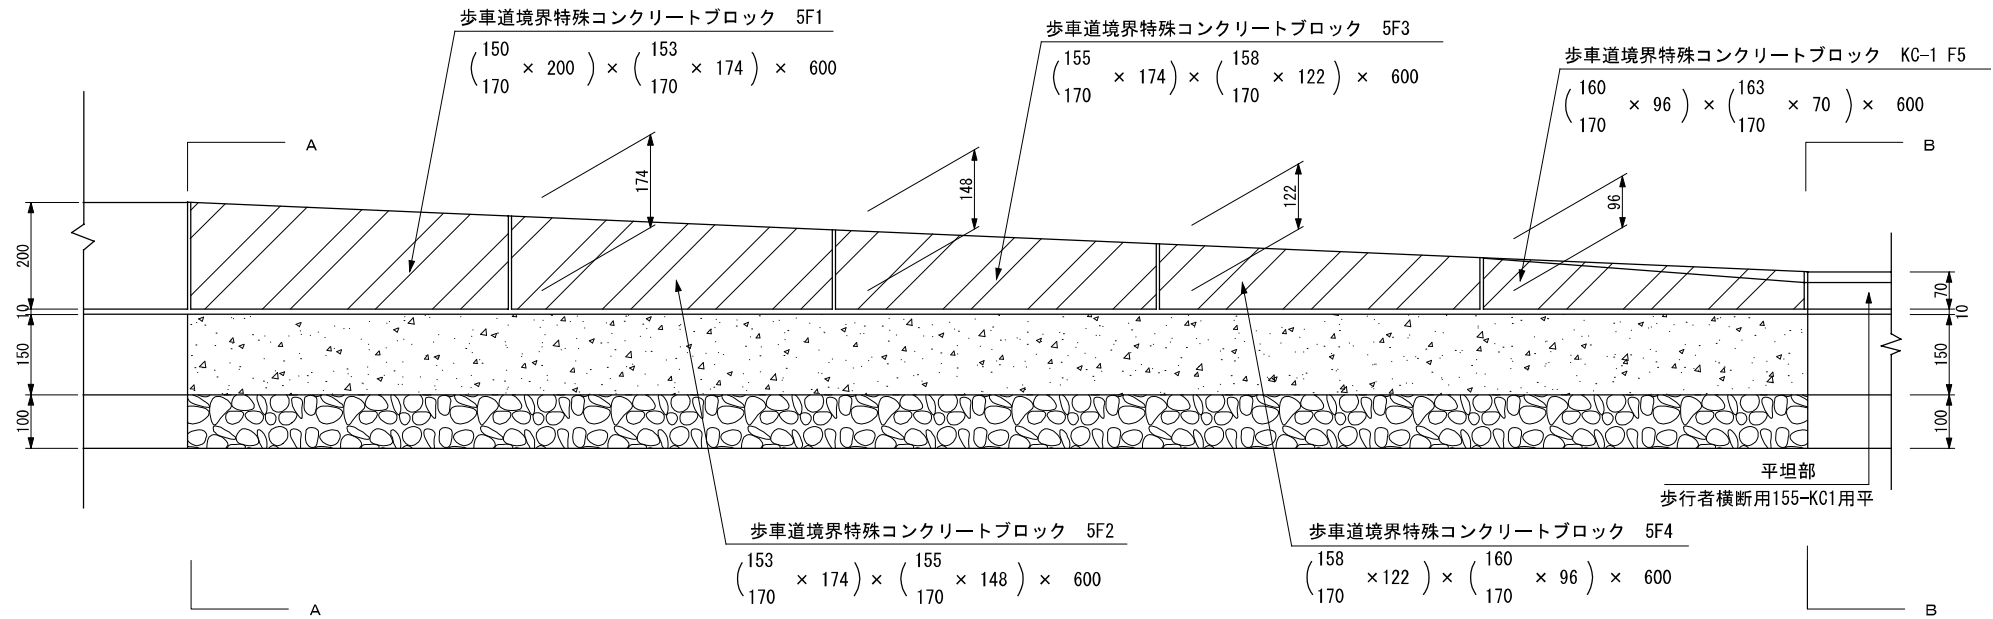 歩車道境界特殊コンクリートブロック 5F1
150
( × 200 ) × ( 153 × 174 ) × 600
170 170
歩車道境界特殊コンクリートブロック 5F3
155 158
( × 174 ) × ( × 122 ) × 600
170 170
歩車道境界特殊コンクリートブロック KC-1 F5
160 163
( × 96 ) × ( × 70 ) × 600
170 170
A
B
174
148
122
96
200
10
150
100
70
10
150
100
平坦部
歩行者横断用155-KC1用平
歩車道境界特殊コンクリートブロック 5F2
153 155
( × 174 ) × ( × 148 ) × 600
170 170
歩車道境界特殊コンクリートブロック 5F4
158 160
( ×122 ) × ( × 96 ) × 600
170 170
A
B